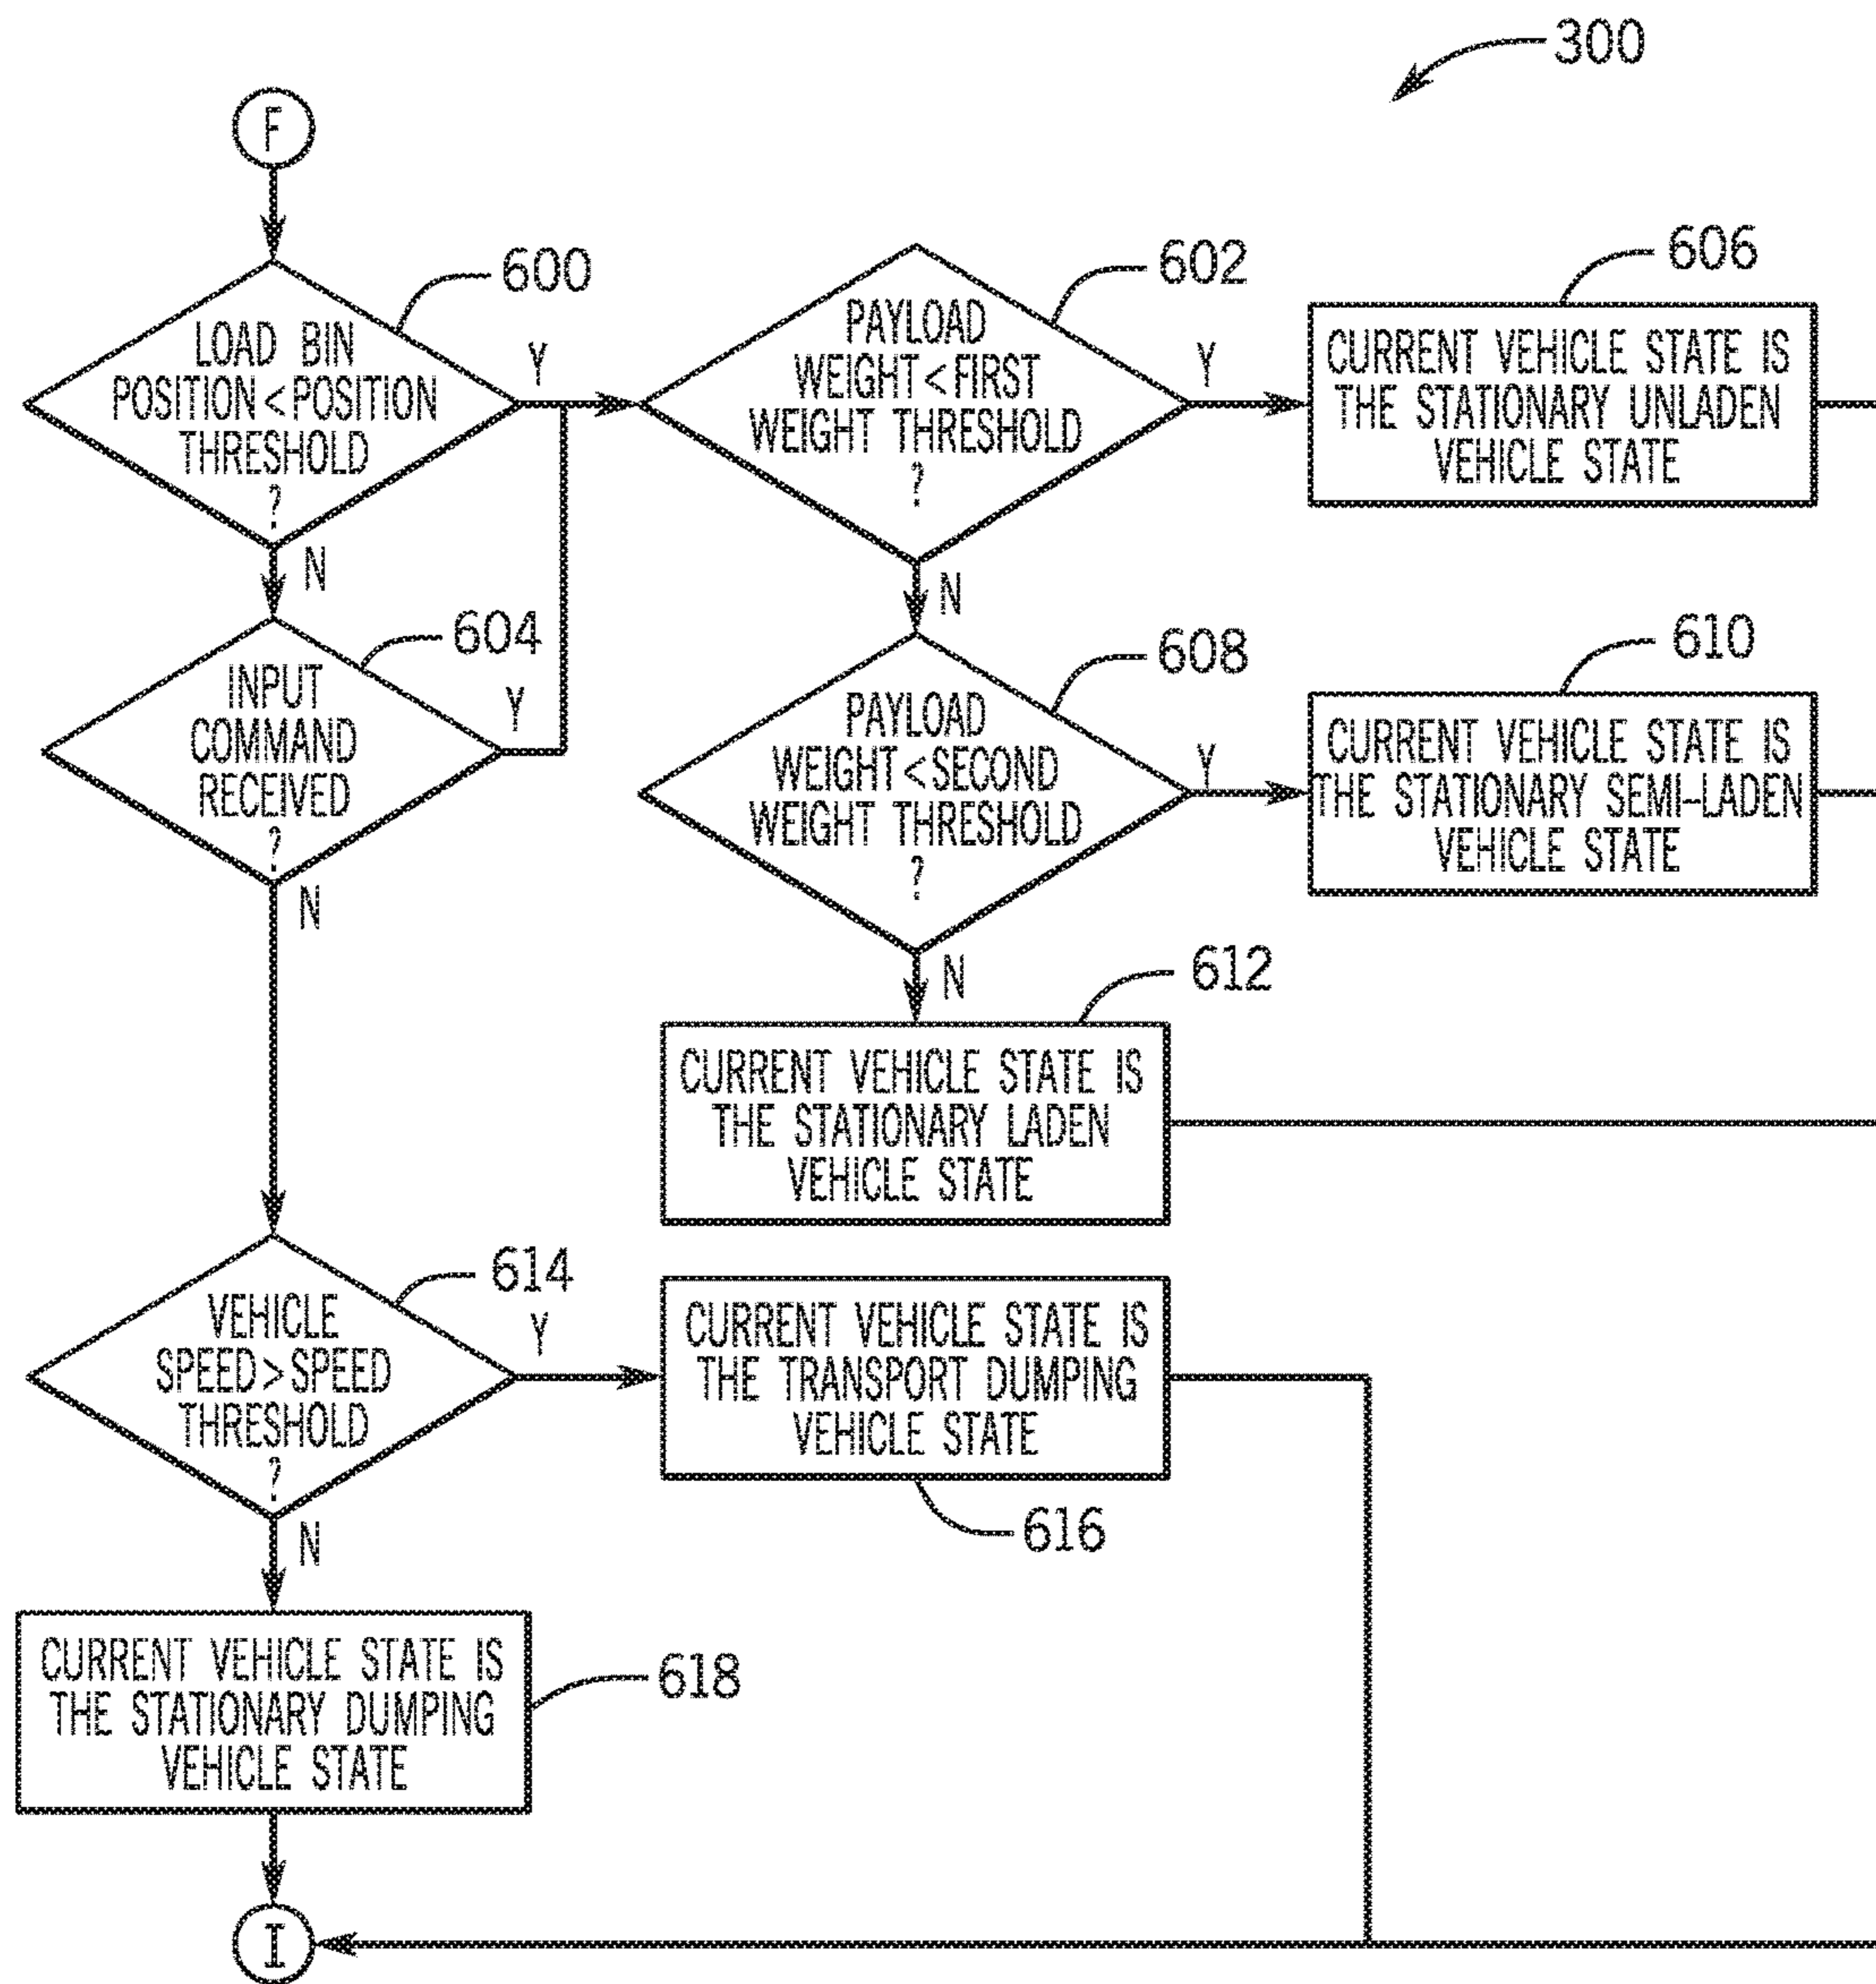 300
F
600
LOAD BIN
POSITION < POSITION
THRESHOLD
?
Y
N
602
PAYLOAD
WEIGHT < FIRST
WEIGHT THRESHOLD
?
Y
N
606
CURRENT VEHICLE STATE IS
THE STATIONARY UNLADEN
VEHICLE STATE
604
INPUT
COMMAND
RECEIVED
?
Y
N
608
PAYLOAD
WEIGHT < SECOND
WEIGHT THRESHOLD
?
Y
N
610
CURRENT VEHICLE STATE IS
THE STATIONARY SEMI-LADEN
VEHICLE STATE
612
CURRENT VEHICLE STATE IS
THE STATIONARY LADEN
VEHICLE STATE
614
VEHICLE
SPEED > SPEED
THRESHOLD
?
Y
N
CURRENT VEHICLE STATE IS
THE TRANSPORT DUMPING
VEHICLE STATE
616
CURRENT VEHICLE STATE IS
THE STATIONARY DUMPING
VEHICLE STATE
618
I